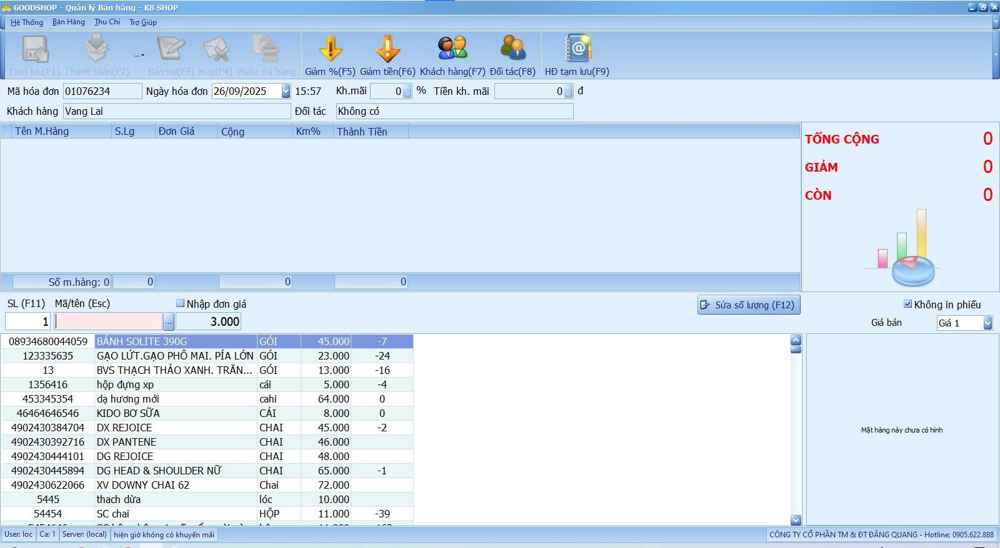 GOODSHOP - Quản lý Bán hàng - K8 SHOP
Hệ Thống Bán Hàng Thu Chi Trợ Giúp
Tạm lưu(F1) Thanh toán(F2) ... Bán nợ(F3) Hủy(F4) Phiếu trả hàng Giảm %(F5) Giảm tiền(F6) Khách hàng(F7) Đối tác(F8) HĐ tạm lưu(F9)
Mã hóa đơn 01076234 Ngày hóa đơn 26/09/2025 15:57 Kh.mãi 0 % Tiền kh. mãi 0 đ
Khách hàng Vang Lai Đối tác Không có
Tên M.Hàng S.Lg Đơn Giá Cộng Km% Thành Tiền
TỔNG CỘNG 0
GIẢM 0
CÒN 0
Số m.hàng: 0 0 0 0
SL (F11) Mã/tên (Esc) Nhập đơn giá Sửa số lượng (F12) Không in phiếu
1 ... 3.000 Giá bán Giá 1
08934680044059 BÁNH SOLITE 390G GÓI 45.000 -7
123335635 GẠO LỨT.GẠO PHÔ MAI. PÍA LỚN GÓI 23.000 -24
13 BVS THẠCH THẢO XANH. TRẮN... GÓI 13.000 -16
1356416 hộp đựng xp cái 5.000 -4
453345354 dạ hương mới cahi 64.000 0
46464646546 KIDO BƠ SỮA CÁI 8.000 0
4902430384704 DX REJOICE CHAI 45.000 -2
4902430392716 DX PANTENE CHAI 46.000
4902430444101 DG REJOICE CHAI 48.000
4902430445894 DG HEAD & SHOULDER NỮ CHAI 65.000 -1
4902430622066 XV DOWNY CHAI 62 Chai 72.000
5445 thach dừa lóc 10.000
54454 SC chai HỘP 11.000 -39
Mặt hàng này chưa có hình
User: loc Ca: 1 Server: (local) hiện giờ không có khuyến mãi CÔNG TY CỔ PHẦN TM & ĐT ĐĂNG QUANG - Hotline: 0905.622.888